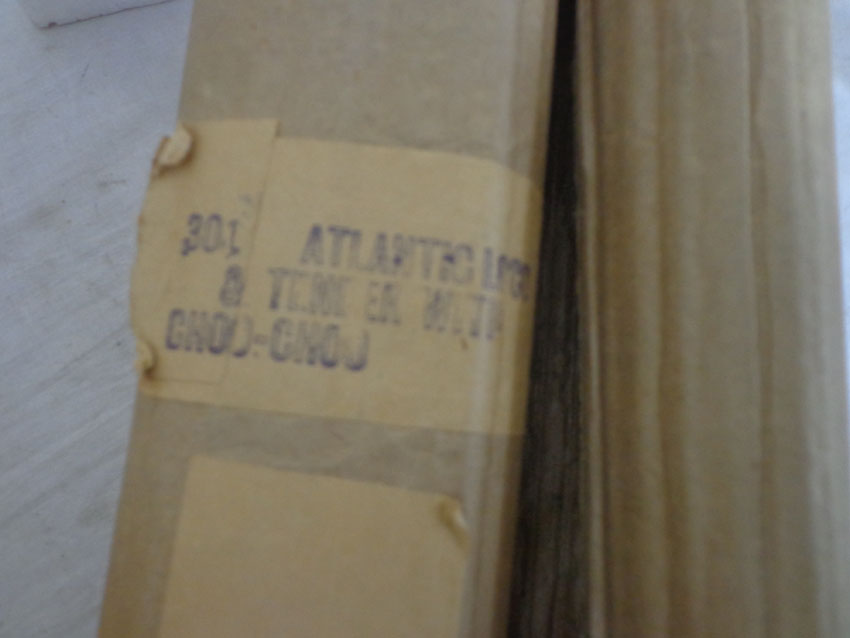 301 ATLANTIC LOCO
& TENDER WITH
CHOO-CHOO